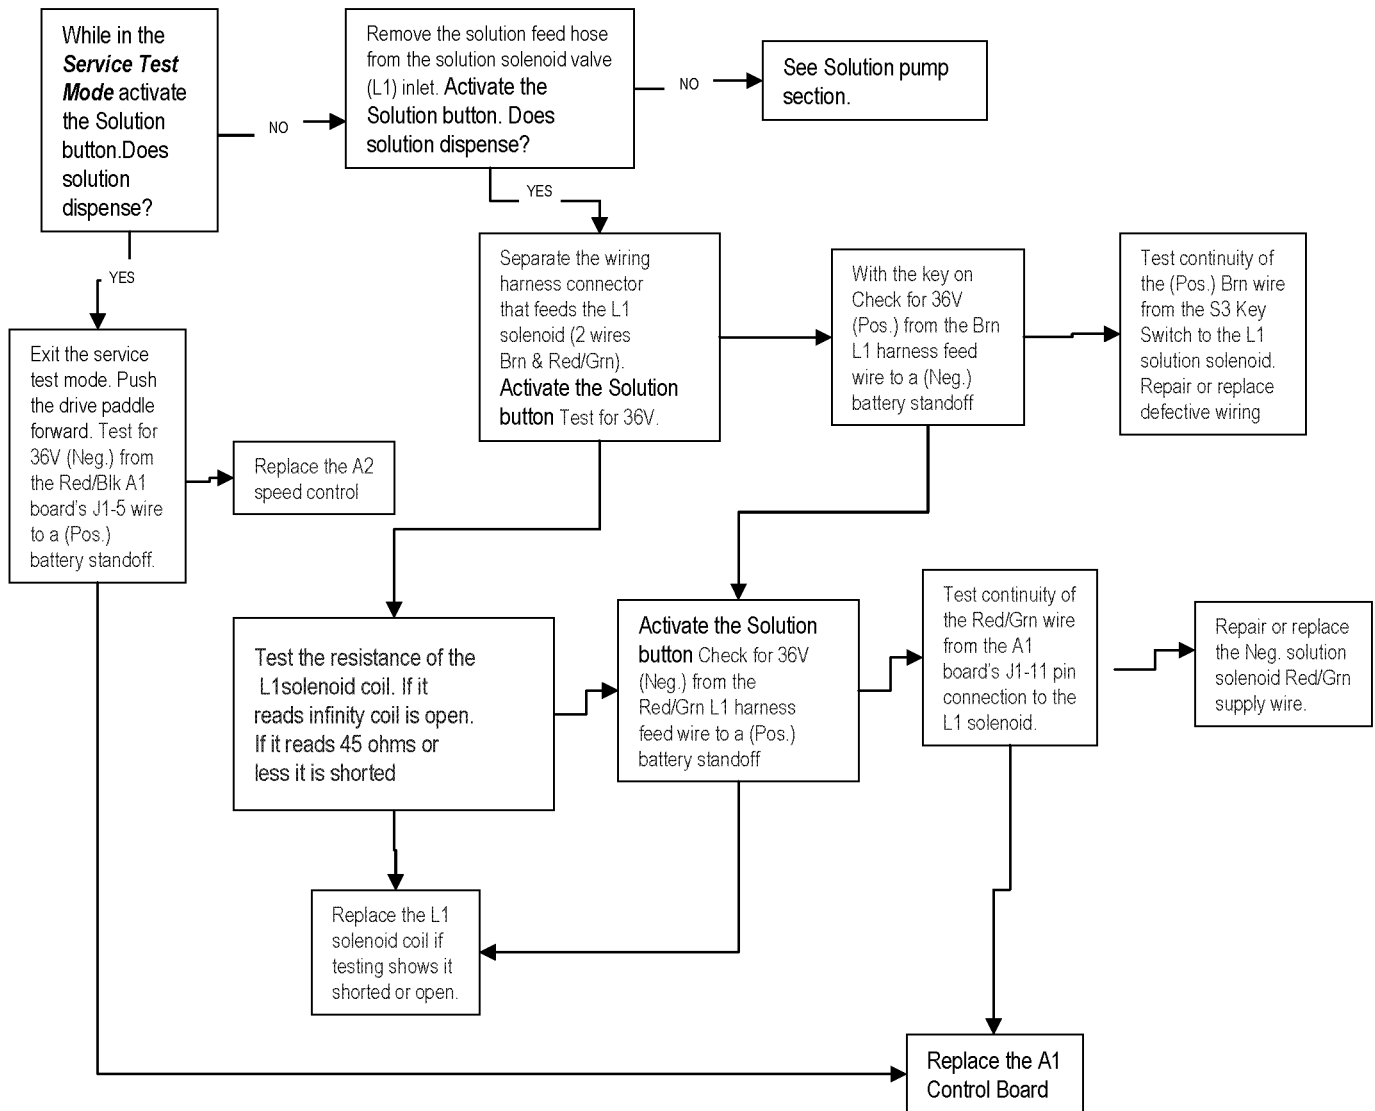 While in the
Service Test
Mode activate
the Solution
button.Does
solution
dispense?
NO
Remove the solution feed hose
from the solution solenoid valve
(L1) inlet. Activate the
Solution button. Does
solution dispense?
NO
See Solution pump
section.
YES
YES
Separate the wiring
harness connector
that feeds the L1
solenoid (2 wires
Brn & Red/Grn).
Activate the Solution
button Test for 36V.
With the key on
Check for 36V
(Pos.) from the Brn
L1 harness feed
wire to a (Neg.)
battery standoff
Test continuity of
the (Pos.) Brn wire
from the S3 Key
Switch to the L1
solution solenoid.
Repair or replace
defective wiring
Exit the service
test mode. Push
the drive paddle
forward. Test for
36V (Neg.) from
the Red/Blk A1
board's J1-5 wire
to a (Pos.)
battery standoff.
Replace the A2
speed control
Test the resistance of the
L1solenoid coil. If it
reads infinity coil is open.
If it reads 45 ohms or
less it is shorted
Activate the Solution
button Check for 36V
(Neg.) from the
Red/Grn L1 harness
feed wire to a (Pos.)
battery standoff
Test continuity of
the Red/Grn wire
from the A1
board's J1-11 pin
connection to the
L1 solenoid.
Repair or replace
the Neg. solution
solenoid Red/Grn
supply wire.
Replace the L1
solenoid coil if
testing shows it
shorted or open.
Replace the A1
Control Board